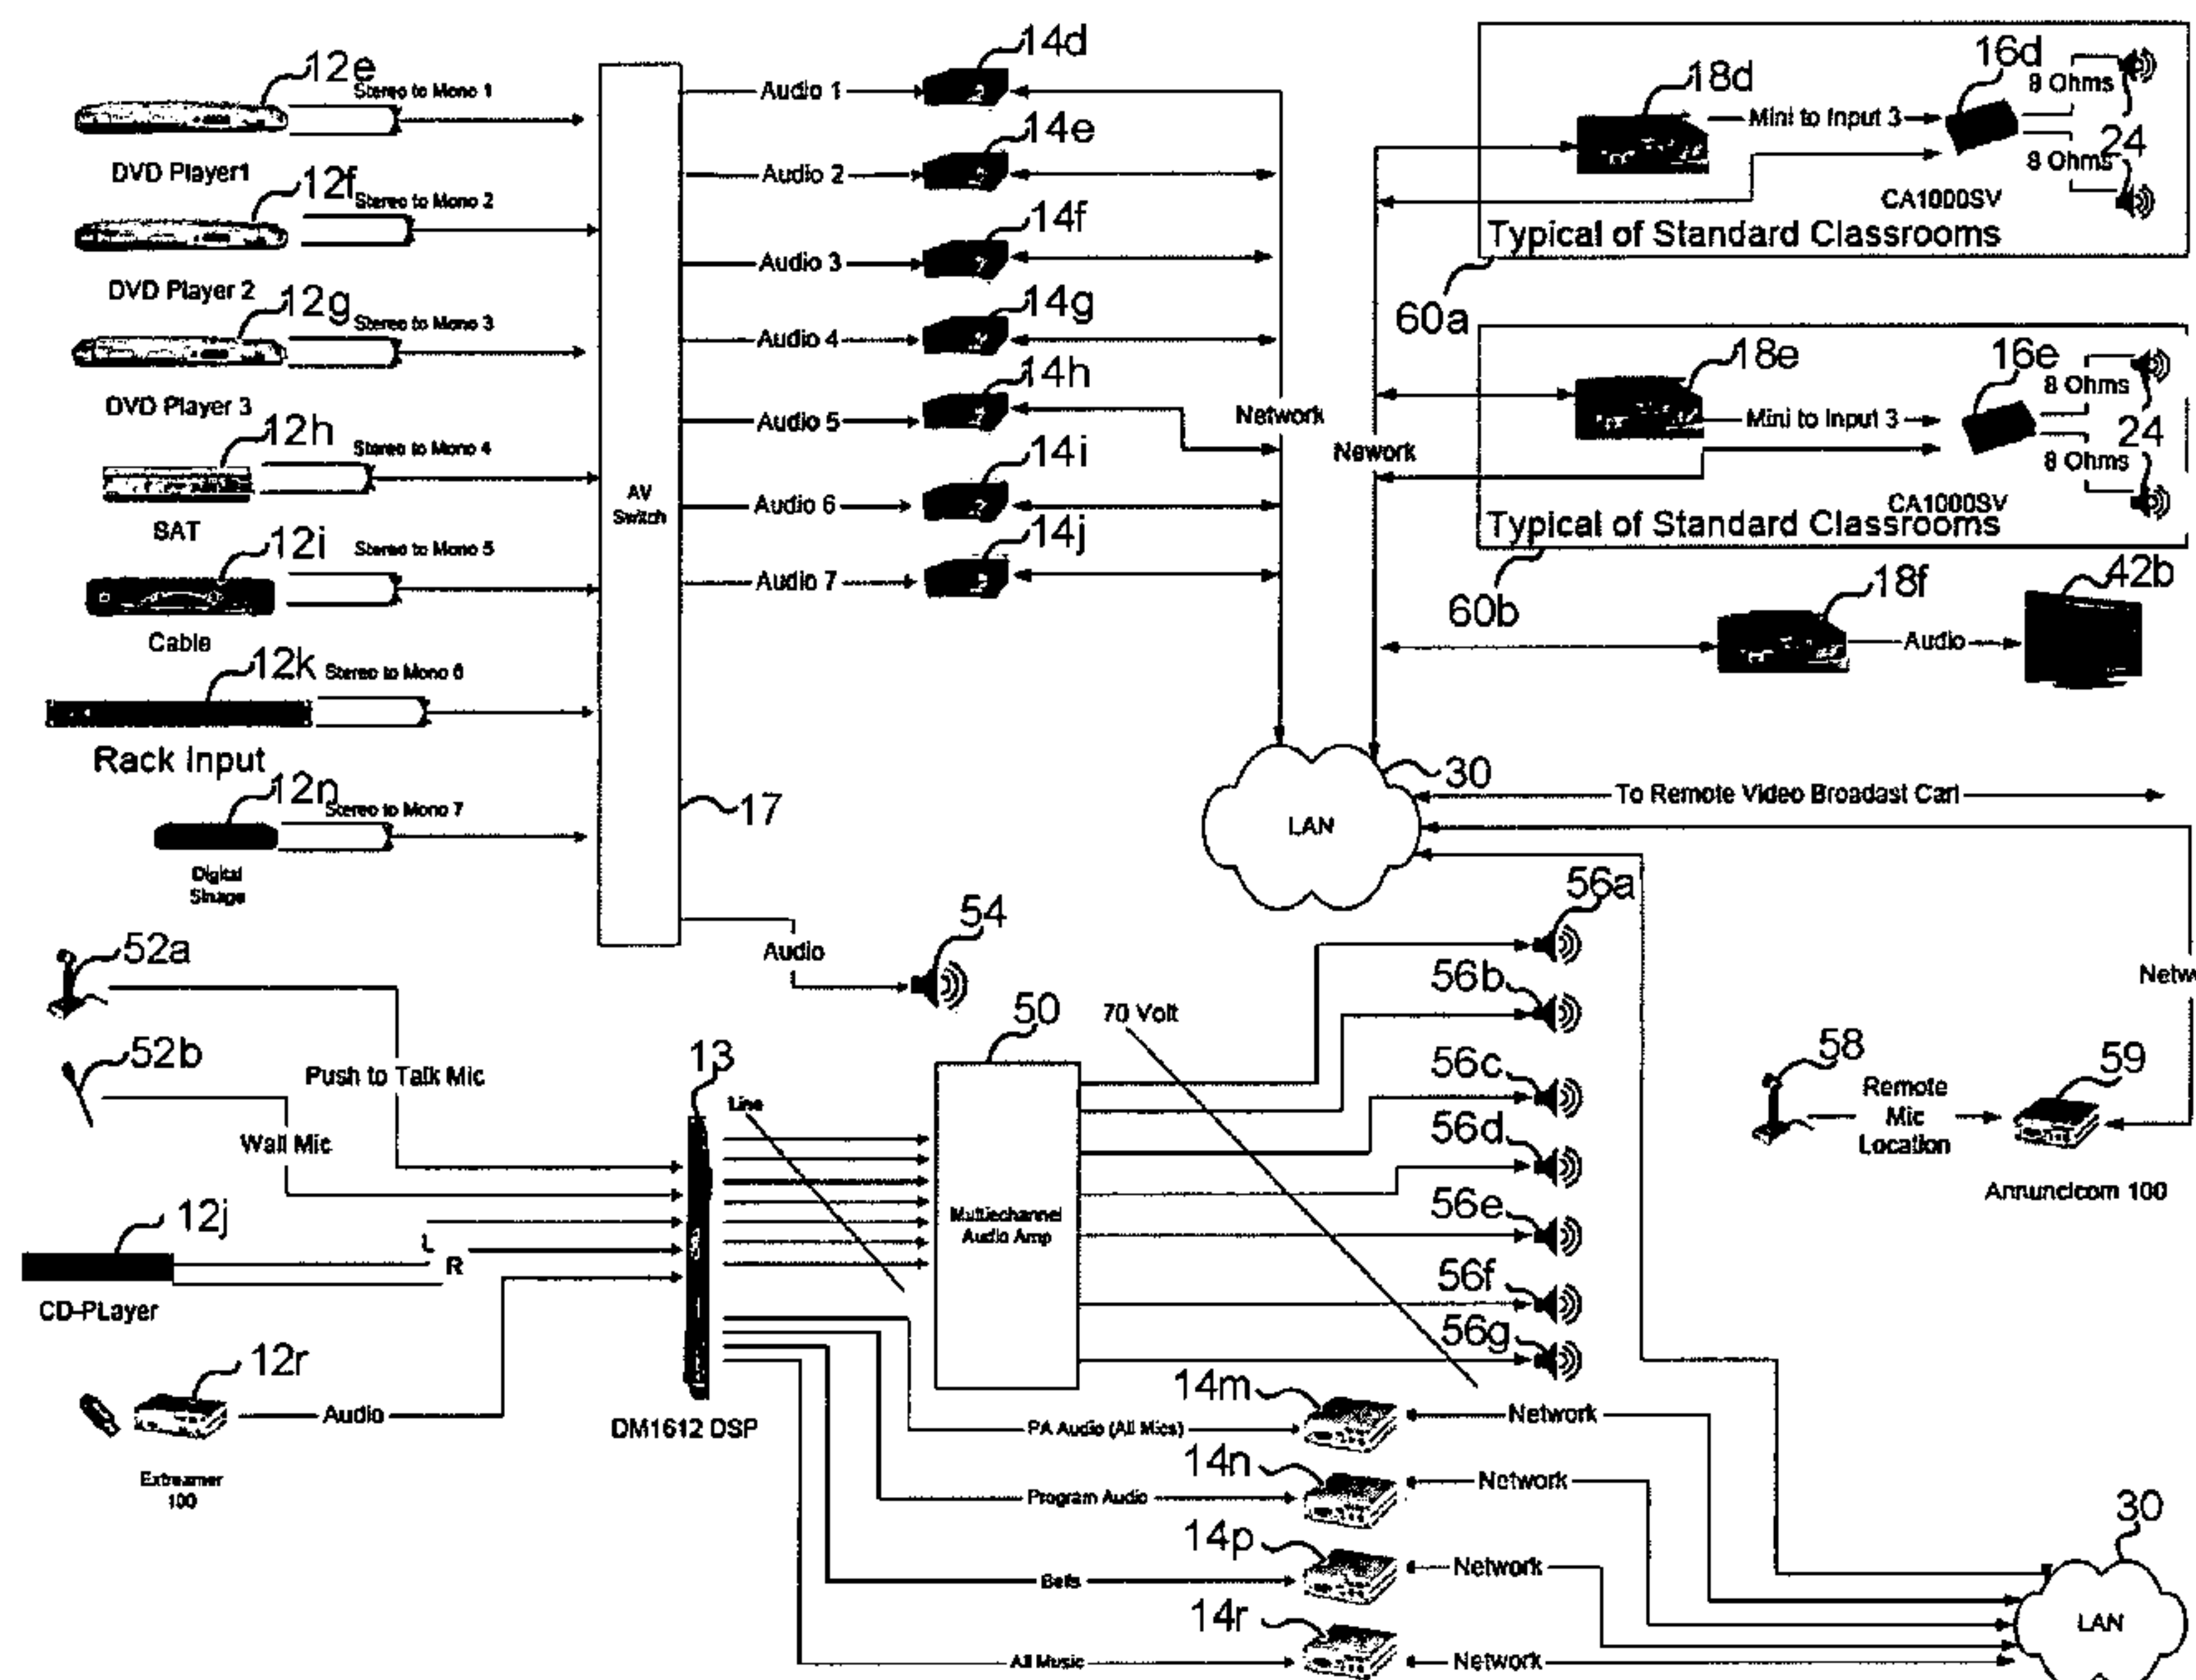 12e
Stereo to Mono 1
DVD Player1
12f
Stereo to Mono 2
DVD Player 2
12g
Stereo to Mono 3
DVD Player 3
12h
Stereo to Mono 4
SAT
12i
Stereo to Mono 5
Cable
12k
Stereo to Mono 6
Rack Input
12n
Stereo to Mono 7
Digital
Sinage
AV
Switch
17
Audio 1
14d
Audio 2
14e
Audio 3
14f
Audio 4
14g
Audio 5
14h
Audio 6
14i
Audio 7
14j
Network
Nework
18d
Mini to Input 3
16d
8 Ohms
24
8 Ohms
CA1000SV
Typical of Standard Classrooms
60a
18e
Mini to Input 3
16e
8 Ohms
24
8 Ohms
CA1000SV
Typical of Standard Classrooms
60b
18f
Audio
42b
30
LAN
To Remote Video Broadast Cart
Netw
Audio
54
52a
Push to Talk Mic
52b
Wall Mic
12j
L
R
CD-PLayer
12r
Audio
Extreamer
100
13
Line
DM1612 DSP
50
Multiechannel
Audio Amp
70 Volt
56a
56b
56c
56d
56e
56f
56g
58
Remote
Mic
Location
59
Annuncicom 100
PA Audio (All Mics)
14m
Network
Program Audio
14n
Network
Bells
14p
Network
All Music
14r
Network
30
LAN